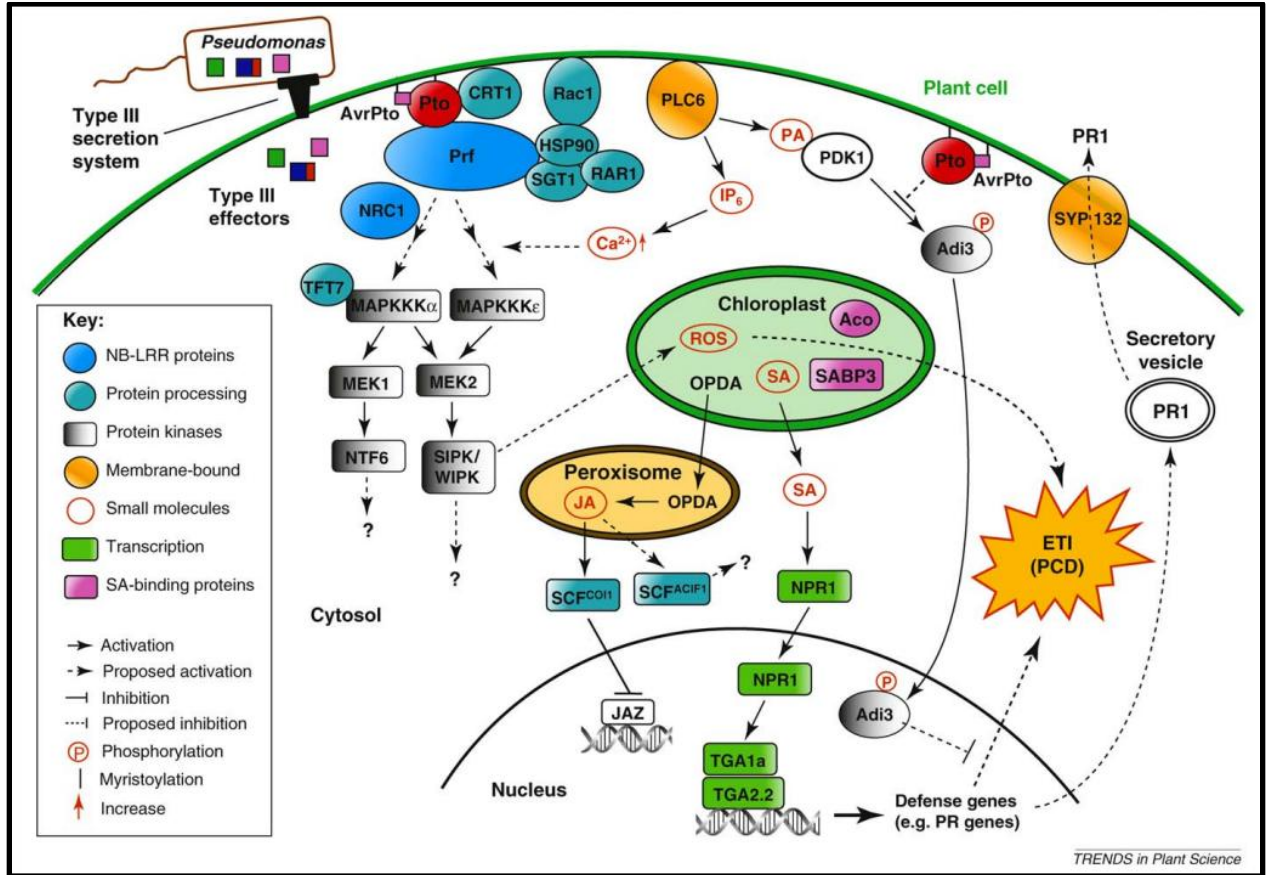 Pseudomonas
Type III
secretion
system
Type III
effectors
AvrPto
Pto
CRT1
Rac1
Prf
HSP90
SGT1
RAR1
NRC1
PLC6
PA
PDK1
IP6
Ca2+
Plant cell
Pto
AvrPto
P
Adi3
PR1
SYP132
Secretory
vesicle
PR1
TFT7
MAPKKKα
MAPKKKε
MEK1
MEK2
NTF6
SIPK/
WIPK
?
?
Chloroplast
Aco
ROS
SA
SABP3
OPDA
Peroxisome
JA
OPDA
SA
SCFCOI1
SCFACIF1
?
NPR1
ETI
(PCD)
Cytosol
NPR1
P
Adi3
JAZ
TGA1a
TGA2.2
Nucleus
Defense genes
(e.g. PR genes)
Key:
NB-LRR proteins
Protein processing
Protein kinases
Membrane-bound
Small molecules
Transcription
SA-binding proteins
Activation
Proposed activation
Inhibition
Proposed inhibition
P Phosphorylation
Myristoylation
Increase
TRENDS in Plant Science